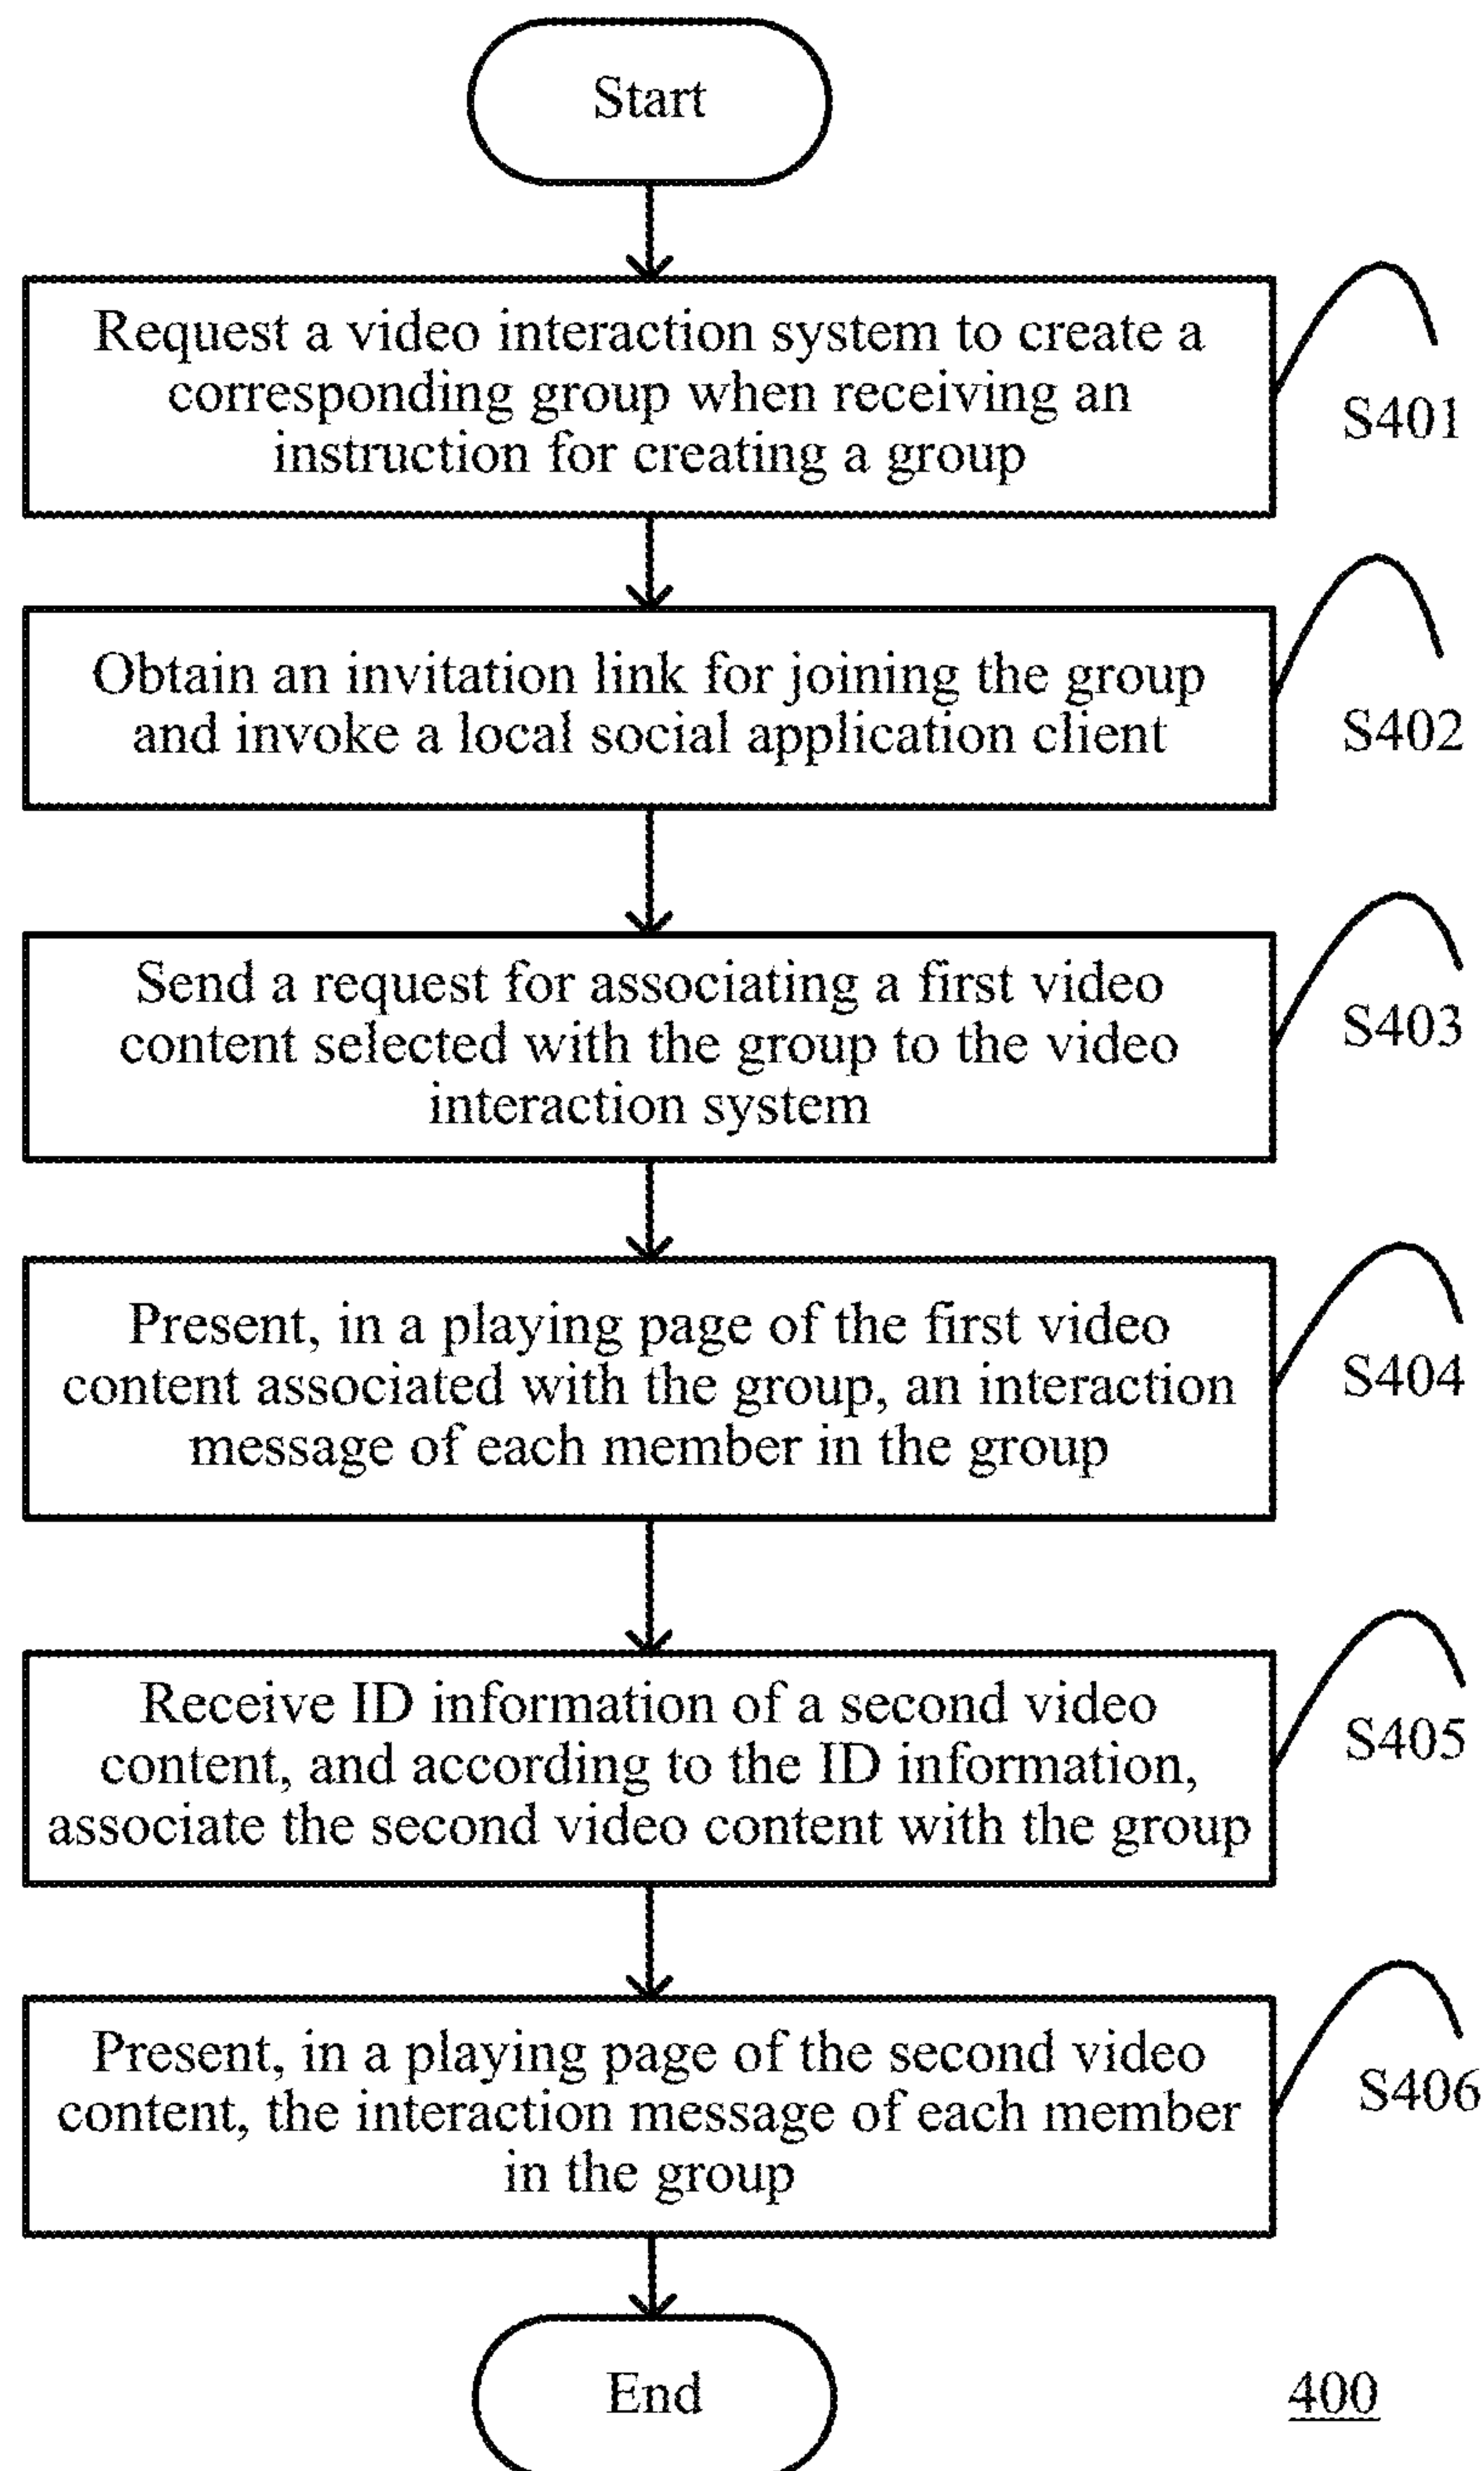 Start
Request a video interaction system to create a
corresponding group when receiving an
instruction for creating a group
S401
Obtain an invitation link for joining the group
and invoke a local social application client
S402
Send a request for associating a first video
content selected with the group to the video
interaction system
S403
Present, in a playing page of the first video
content associated with the group, an interaction
message of each member in the group
S404
Receive ID information of a second video
content, and according to the ID information,
associate the second video content with the group
S405
Present, in a playing page of the second video
content, the interaction message of each member
in the group
S406
End
400